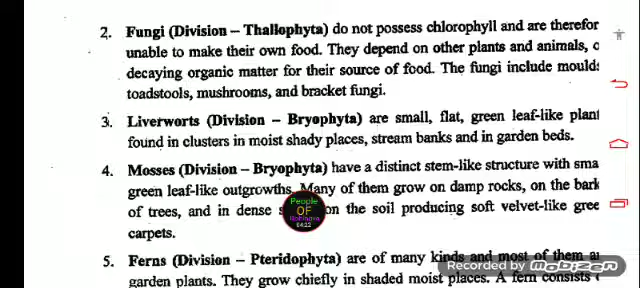 2. Fungi (Division – Thallophyta) do not possess chlorophyll and are therefor
unable to make their own food. They depend on other plants and animals, o
decaying organic matter for their source of food. The fungi include mould
toadstools, mushrooms, and bracket fungi.
3. Liverworts (Division – Bryophyta) are small, flat, green leaf-like plant
found in clusters in moist shady places, stream banks and in garden beds.
4. Mosses (Division – Bryophyta) have a distinct stem-like structure with sma
green leaf-like outgrowths. Many of them grow on damp rocks, on the bark
of trees, and in dense on the soil producing soft velvet-like gree
carpets.
People
OF
04:22
5. Ferns (Division – Pteridophyta) are of many kinds and most of them a
garden plants. They grow chiefly in shaded moist places. A fern consists
Recorded by mobizen